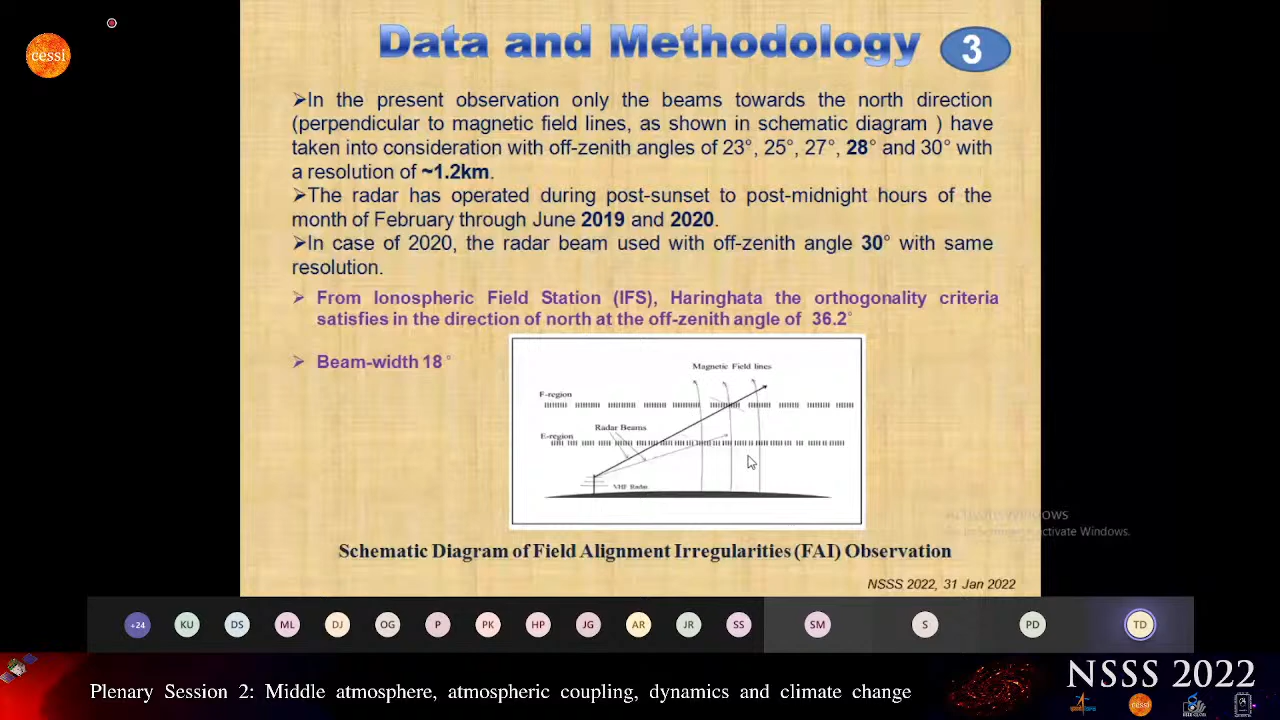 cessi
Data and Methodology
3
➢In the present observation only the beams towards the north direction
(perpendicular to magnetic field lines, as shown in schematic diagram ) have
taken into consideration with off-zenith angles of 23°, 25°, 27°, 28° and 30° with
a resolution of ~1.2km.
➢The radar has operated during post-sunset to post-midnight hours of the
month of February through June 2019 and 2020.
➢In case of 2020, the radar beam used with off-zenith angle 30° with same
resolution.
➢ From Ionospheric Field Station (IFS), Haringhata the orthogonality criteria
satisfies in the direction of north at the off-zenith angle of 36.2°
➢ Beam-width 18 °
Magnetic Field lines
F-region
Radar Beams
E-region
VHF Radar
Schematic Diagram of Field Alignment Irregularities (FAI) Observation
Activate Windows
Activate Windows.
NSSS 2022, 31 Jan 2022
+24 KU DS ML DJ OG P PK HP JG AR JR SS SM S PD TD
Plenary Session 2: Middle atmosphere, atmospheric coupling, dynamics and climate change
NSSS 2022
cessi